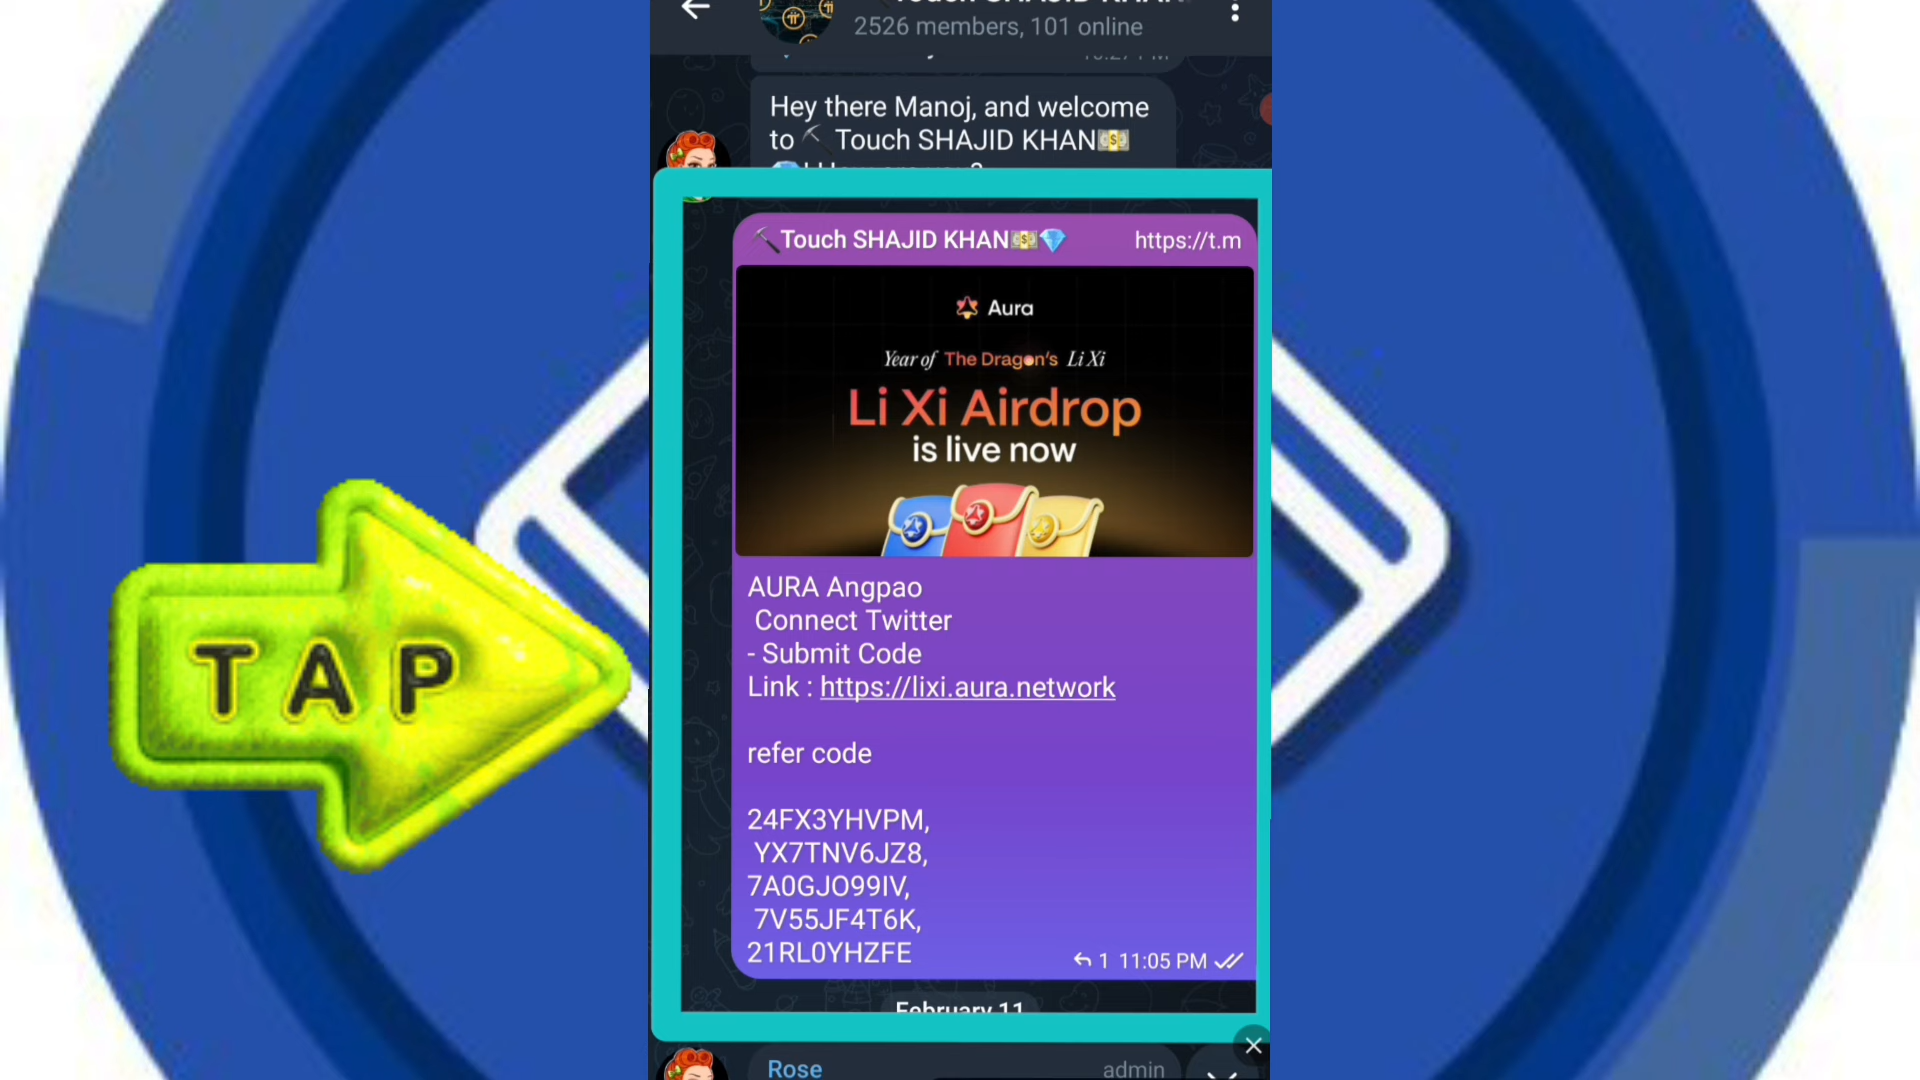 2526 members, 101 online
Hey there Manoj, and welcome
to Touch SHAJID KHAN
Touch SHAJID KHAN https://t.m
Aura
Year of The Dragon's Li Xi
Li Xi Airdrop
is live now
AURA Angpao
Connect Twitter
- Submit Code
Link : https://lixi.aura.network
refer code
24FX3YHVPM,
YX7TNV6JZ8,
7A0GJO99IV,
7V55JF4T6K,
21RL0YHZFE
1 11:05 PM
February 11
Rose admin
TAP